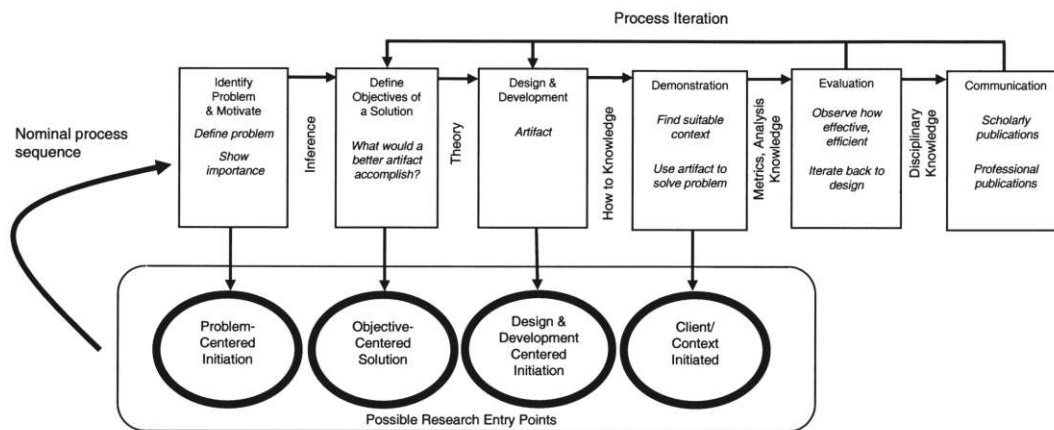 Process Iteration
Nominal process
sequence
Identify
Problem
& Motivate
Define problem
Show
importance
Inference
Define
Objectives of
a Solution
What would a
better artifact
accomplish?
Theory
Design &
Development
Artifact
How to Knowledge
Demonstration
Find suitable
context
Use artifact to
solve problem
Metrics, Analysis
Knowledge
Evaluation
Observe how
effective,
efficient
Iterate back to
design
Disciplinary
Knowledge
Communication
Scholarly
publications
Professional
publications
Problem-
Centered
Initiation
Objective-
Centered
Solution
Design &
Development
Centered
Initiation
Client/
Context
Initiated
Possible Research Entry Points